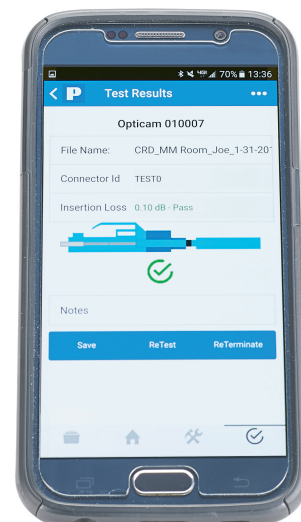 70% 13:36
P Test Results
Opticam 010007
File Name: CRD_MM Room_Joe_1-31-201
Connector Id TEST0
Insertion Loss 0.10 dB - Pass
Notes
Save ReTest ReTerminate